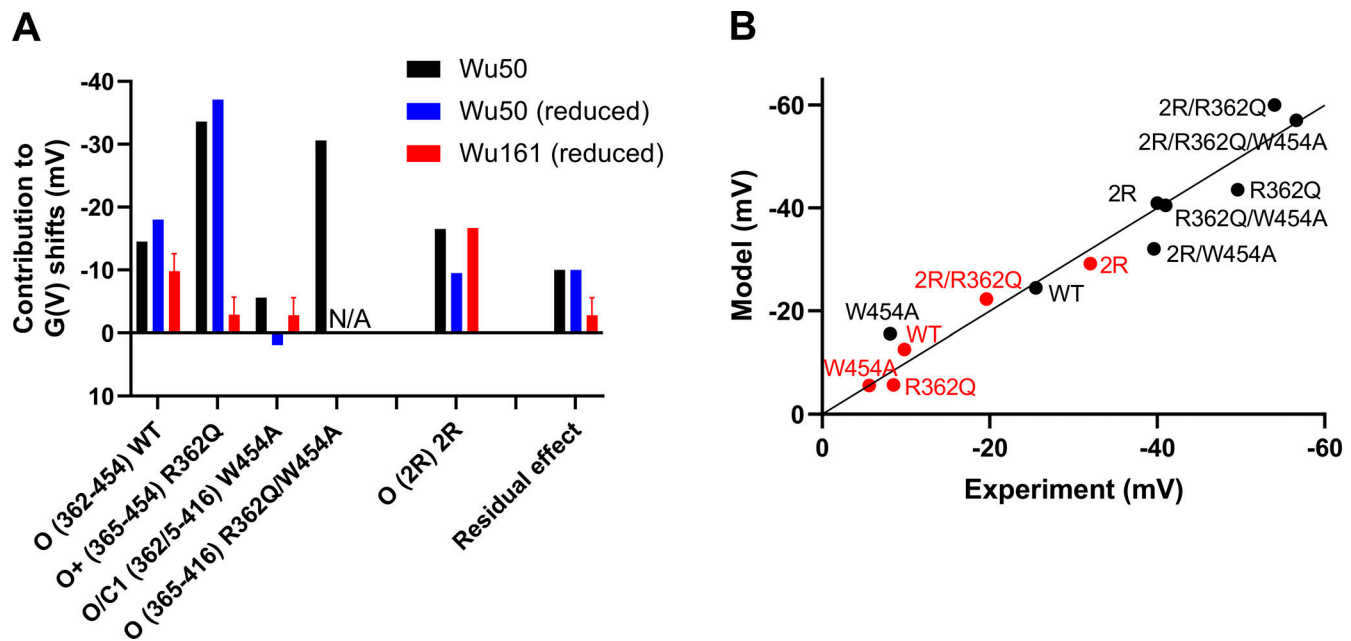 A
Contribution to
G(V) shifts (mV)
-40
-30
-20
-10
0
10
Wu50
Wu50 (reduced)
Wu161 (reduced)
N/A
O (362-454) WT
O+ (365-454) R362Q
O/C1 (362/5-416) W454A
O (365-416) R362Q/W454A
O (2R) 2R
Residual effect
B
Model (mV)
-60
-40
-20
0
2R/R362Q
2R/R362Q/W454A
2R
R362Q
R362Q/W454A
2R/W454A
2R/R362Q
2R
WT
W454A
WT
W454A
R362Q
0
-20
-40
-60
Experiment (mV)